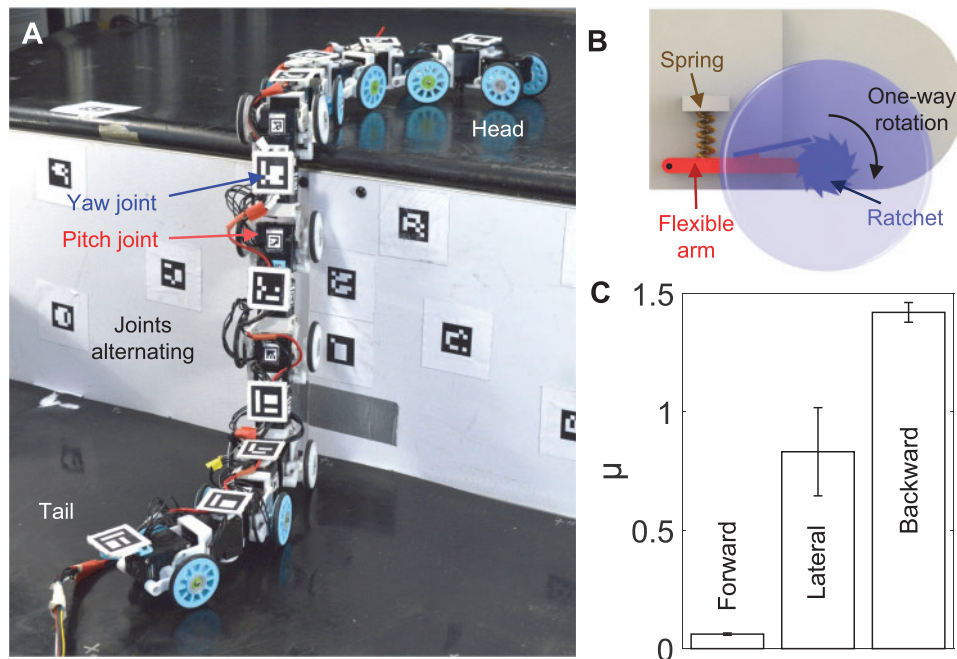 A
Head
Yaw joint
Pitch joint
Joints
alternating
Tail
B
Spring
One-way
rotation
Flexible
arm
Ratchet
C
1.5
1
0.5
0
μ
Forward
Lateral
Backward